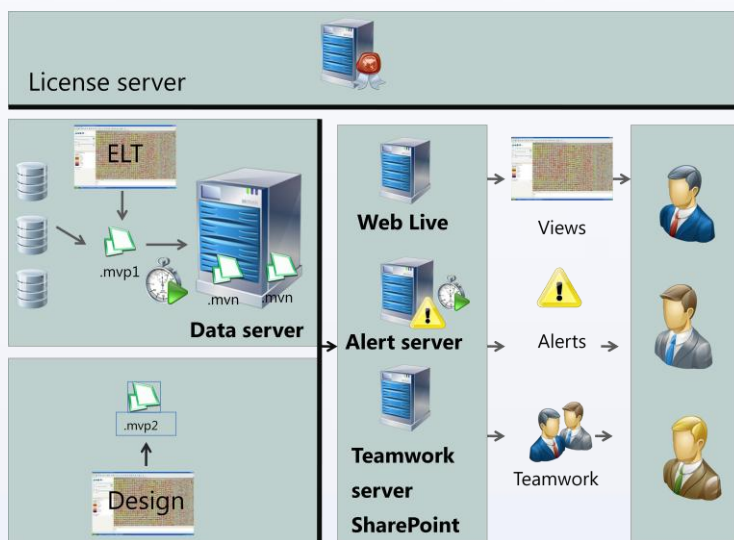 License server
ELT
.mvp1
.mvn
.mvn
Data server
.mvp2
Design
Web Live
Alert server
Teamwork
server
SharePoint
Views
Alerts
Teamwork